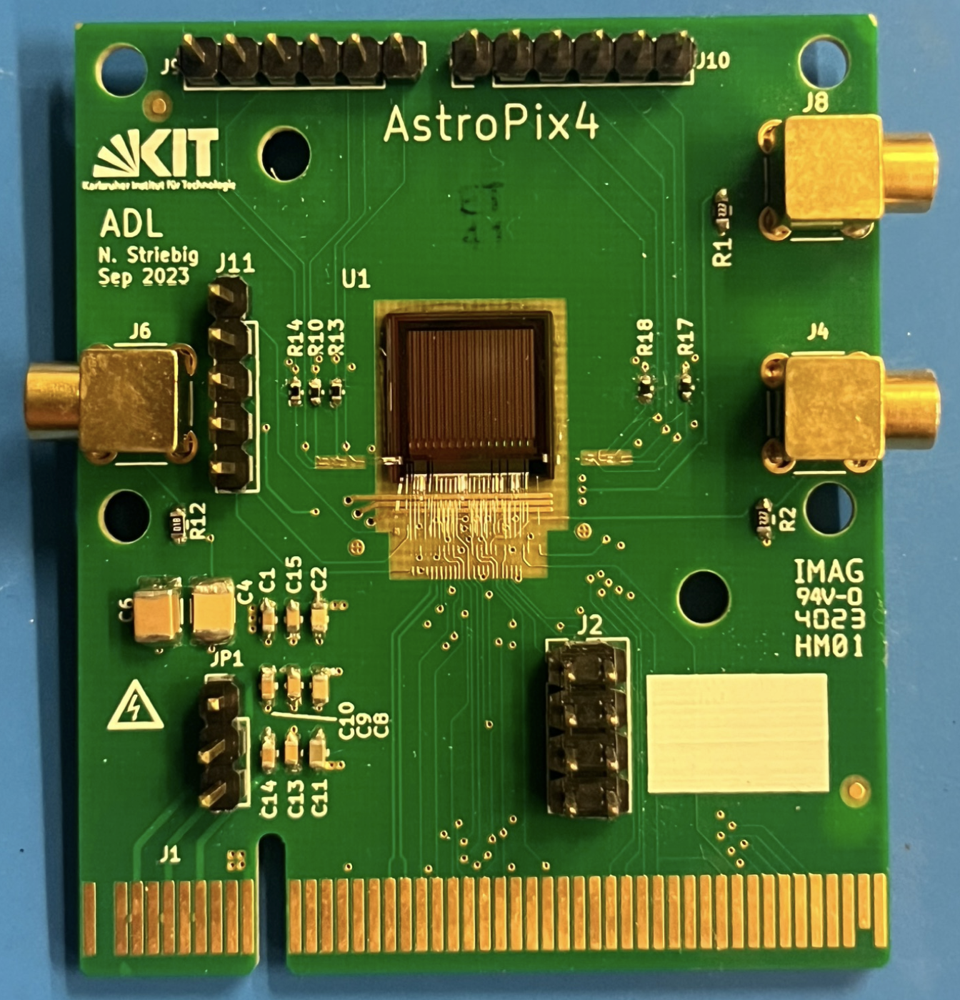 J9
J10
AstroPix4
J8
KIT
Karlsruher Institut für Technologie
ADL
N. Striebig
Sep 2023
ET
41
R1
J11
U1
J6
J4
R14
R10
R13
R18
R17
R12
R2
IMAG
94V-0
4023
HM01
C6
C4
C1
C15
C2
J2
JP1
C10
C9
C8
C14
C13
C11
J1